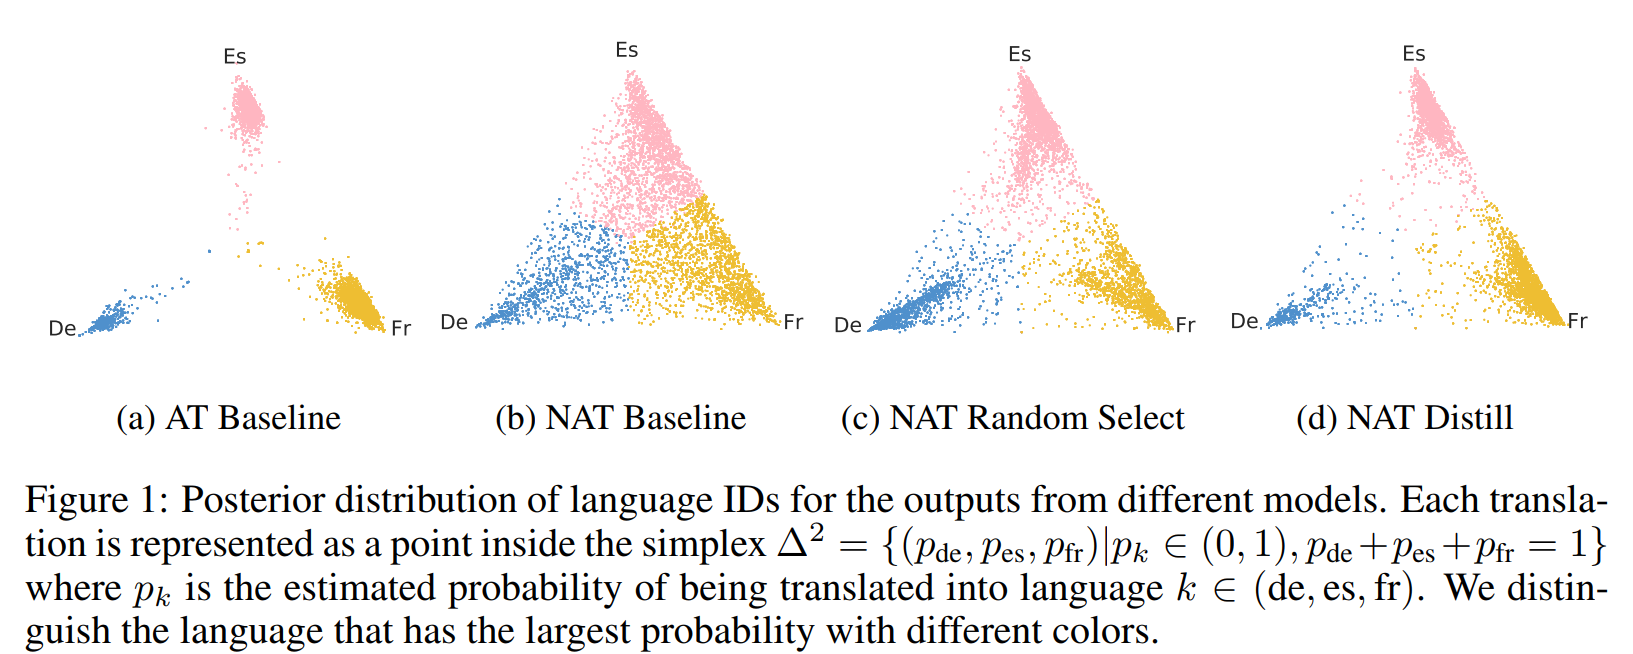 Es
Es
Es
Es
De
Fr
De
Fr
De
Fr
De
Fr
(a) AT Baseline
(b) NAT Baseline
(c) NAT Random Select
(d) NAT Distill
Figure 1: Posterior distribution of language IDs for the outputs from different models. Each transla-
tion is represented as a point inside the simplex Δ² = {(p_de, p_es, p_fr)|p_k ∈ (0, 1), p_de+p_es+p_fr = 1}
where p_k is the estimated probability of being translated into language k ∈ (de, es, fr). We distin-
guish the language that has the largest probability with different colors.